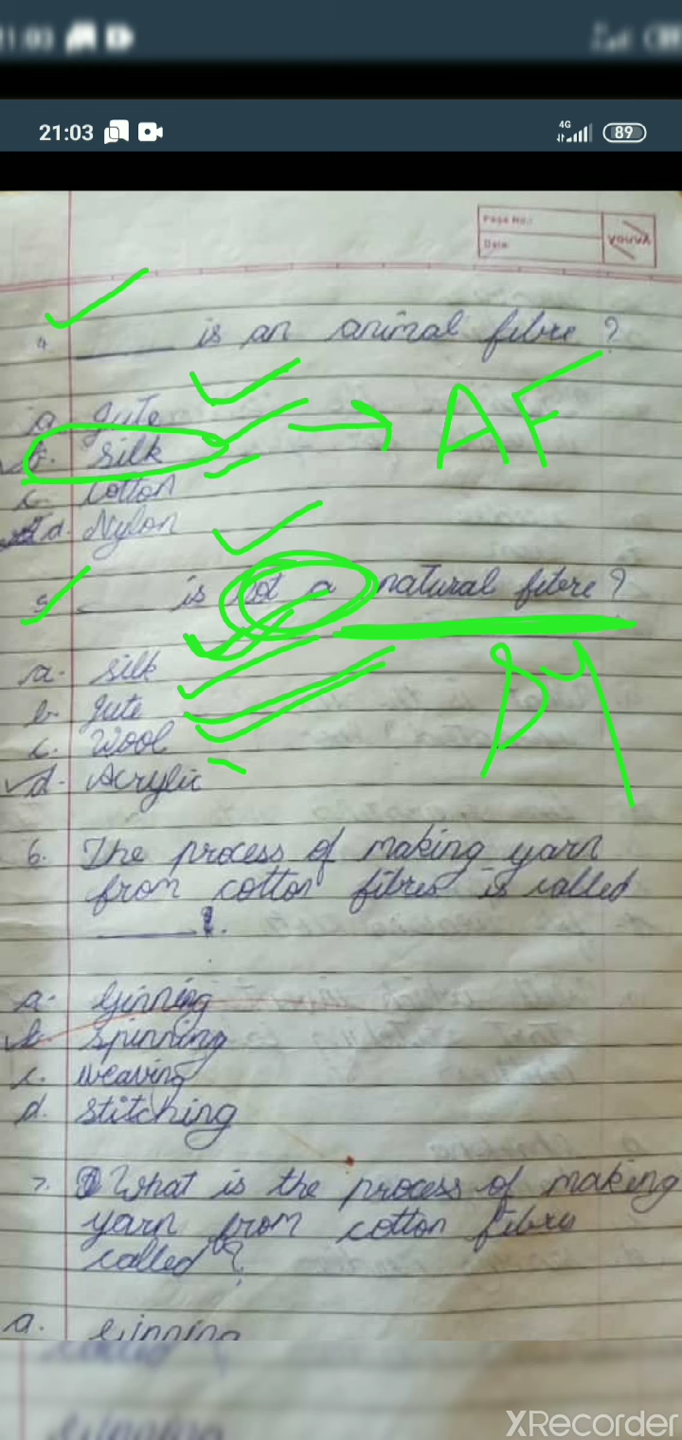 21:03
4G
89
Page No.:
Date
YOUVA
4. ______ is an animal fibre ?
a. Jute
b. Silk
c. Cotton
d. Nylon
AF
5. ______ is not a natural fibre ?
a. Silk
b. Jute
c. Wool
d. Acrylic
6. The process of making yarn
from cotton fibres is called
______.
a. Ginning
b. Spinning
c. weaving
d. Stitching
7. What is the process of making
yarn from cotton fibres
called ?
a. Ginning
XRecorder